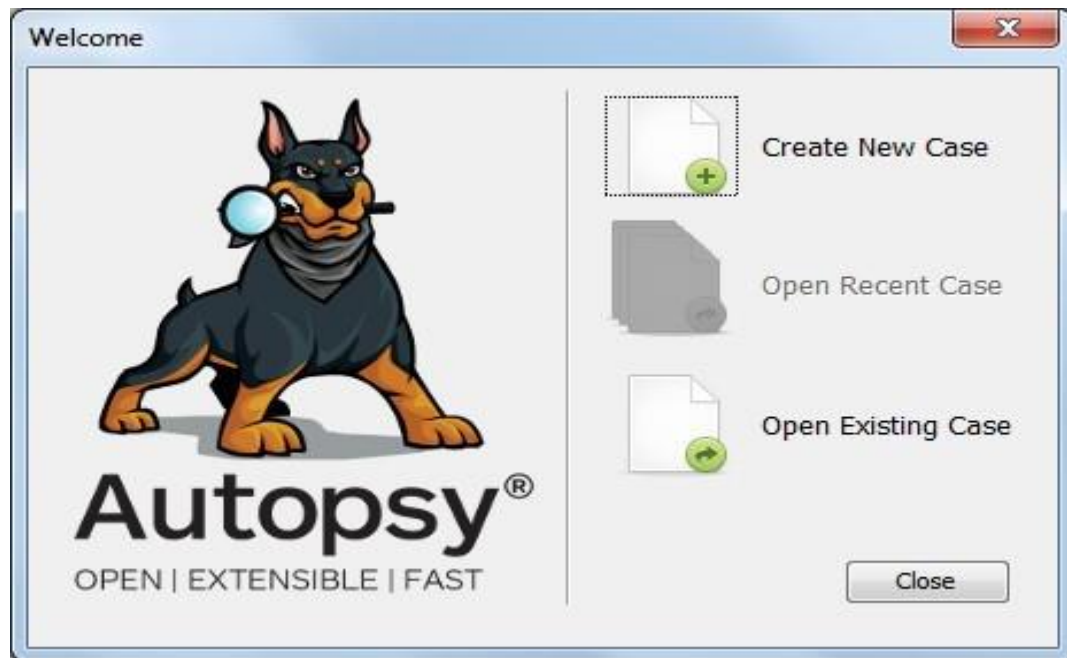 Welcome
Create New Case
Open Recent Case
Open Existing Case
Autopsy®
OPEN | EXTENSIBLE | FAST
Close